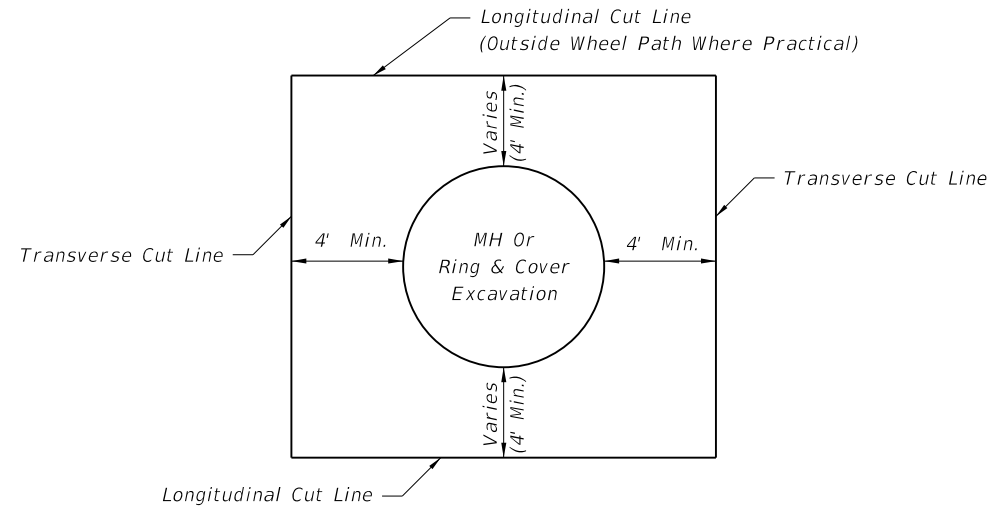 Longitudinal Cut Line
(Outside Wheel Path Where Practical)
Varies
(4' Min.)
Transverse Cut Line
4' Min.
MH Or
Ring & Cover
Excavation
4' Min.
Transverse Cut Line
Varies
(4' Min.)
Longitudinal Cut Line